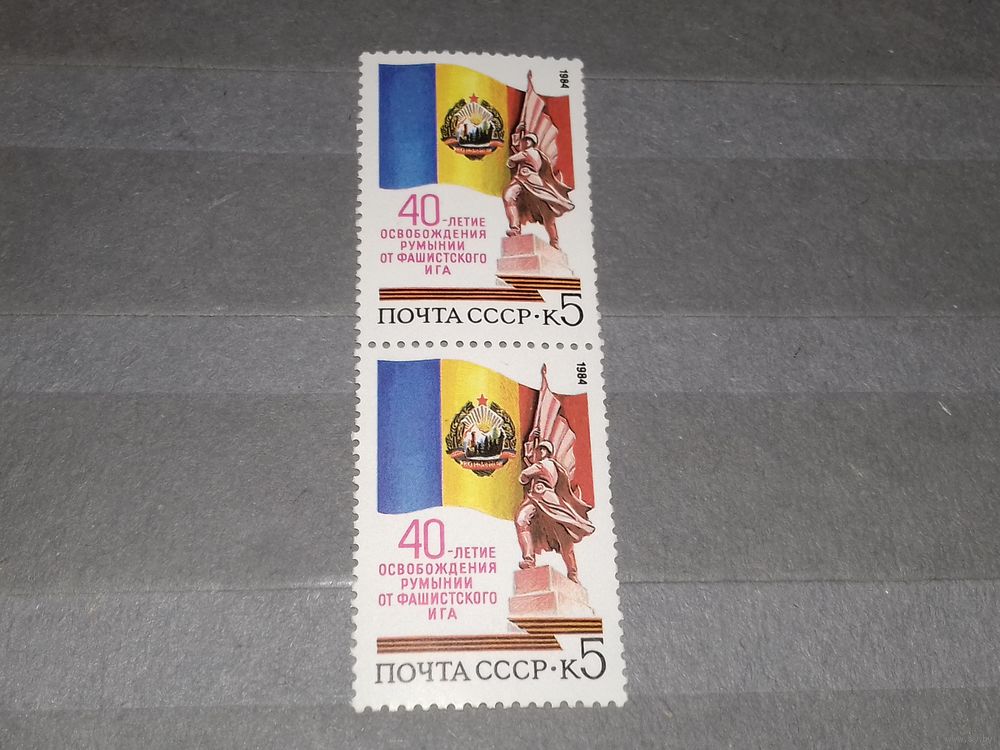 1984
40-ЛЕТИЕ
ОСВОБОЖДЕНИЯ
РУМЫНИИ
ОТ ФАШИСТСКОГО
ИГА
ПОЧТА СССР·К5
1984
40-ЛЕТИЕ
ОСВОБОЖДЕНИЯ
РУМЫНИИ
ОТ ФАШИСТСКОГО
ИГА
ПОЧТА СССР·К5